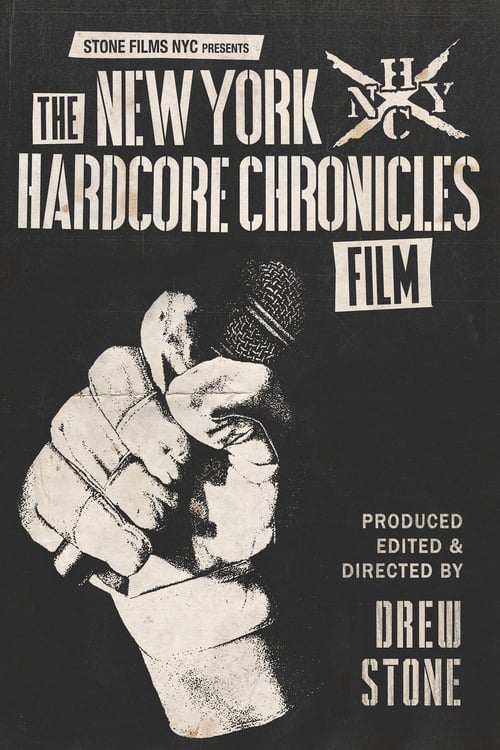 STONE FILMS NYC PRESENTS
THE NEW YORK
H
N Y
C
HARDCORE CHRONICLES
FILM
PRODUCED
EDITED &
DIRECTED BY
DREW
STONE